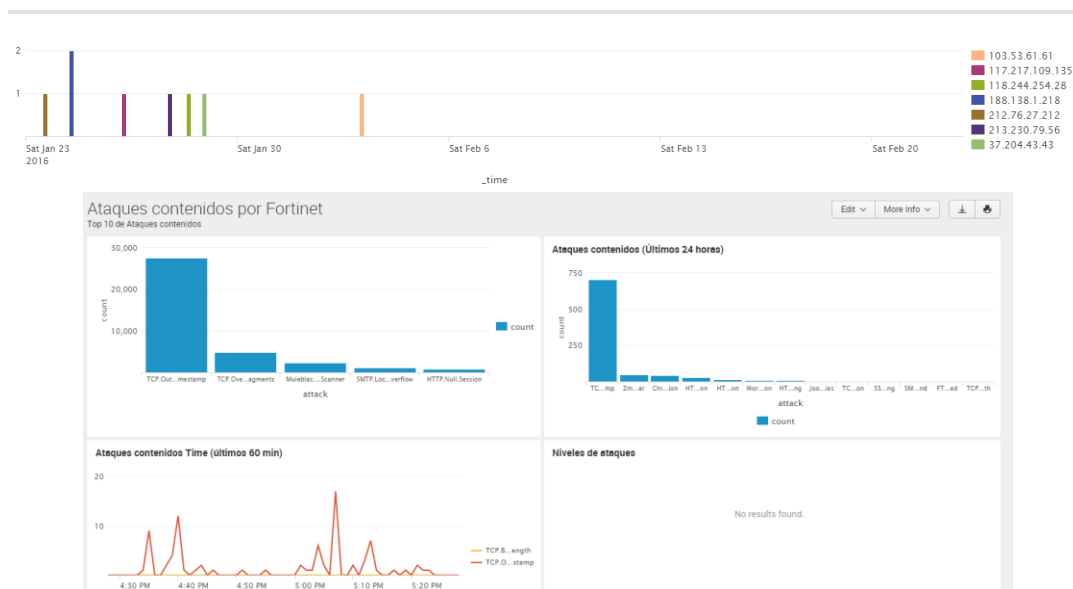 2
1
Sat Jan 23
2016
Sat Jan 30
Sat Feb 6
Sat Feb 13
Sat Feb 20
_time
103.53.61.61
117.217.109.135
118.244.254.28
188.138.1.218
212.76.27.212
213.230.79.56
37.204.43.43
Ataques contenidos por Fortinet
Top 10 de Ataques contenidos
Edit
More Info
30,000
20,000
10,000
count
TCP.Out...mestamp
TCP.Ove...agments
Muieblac....Scanner
SMTP.Loc...verflow
HTTP.Null.Session
attack
count
Ataques contenidos (Últimos 24 horas)
750
500
250
count
TC...mp
Zm...ar
Chi...ion
HT...on
HT...on
Wor...on
HT...ng
Joo...ies
TC...on
SS...ng
SM...nd
FT...ad
TCP...th
attack
count
Ataques contenidos Time (últimos 60 min)
20
10
4:30 PM
4:40 PM
4:50 PM
5:00 PM
5:10 PM
5:20 PM
TCP.B...angth
TCP.O...stamp
Niveles de ataques
No results found.